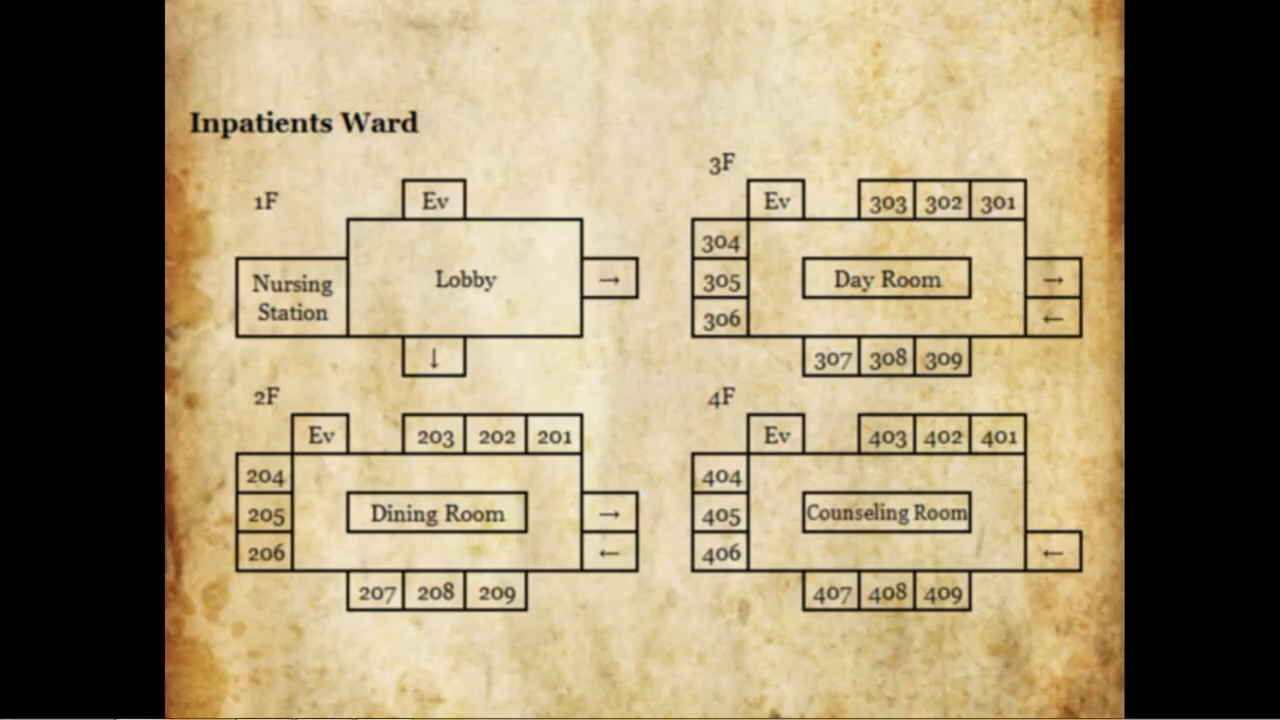 Inpatients Ward
1F
Ev
Nursing
Station
Lobby
→
↓
2F
Ev
203 202 201
204
205
206
Dining Room
→
←
207 208 209
3F
Ev
303 302 301
304
305
306
Day Room
→
←
307 308 309
4F
Ev
403 402 401
404
405
406
Counseling Room
←
407 408 409